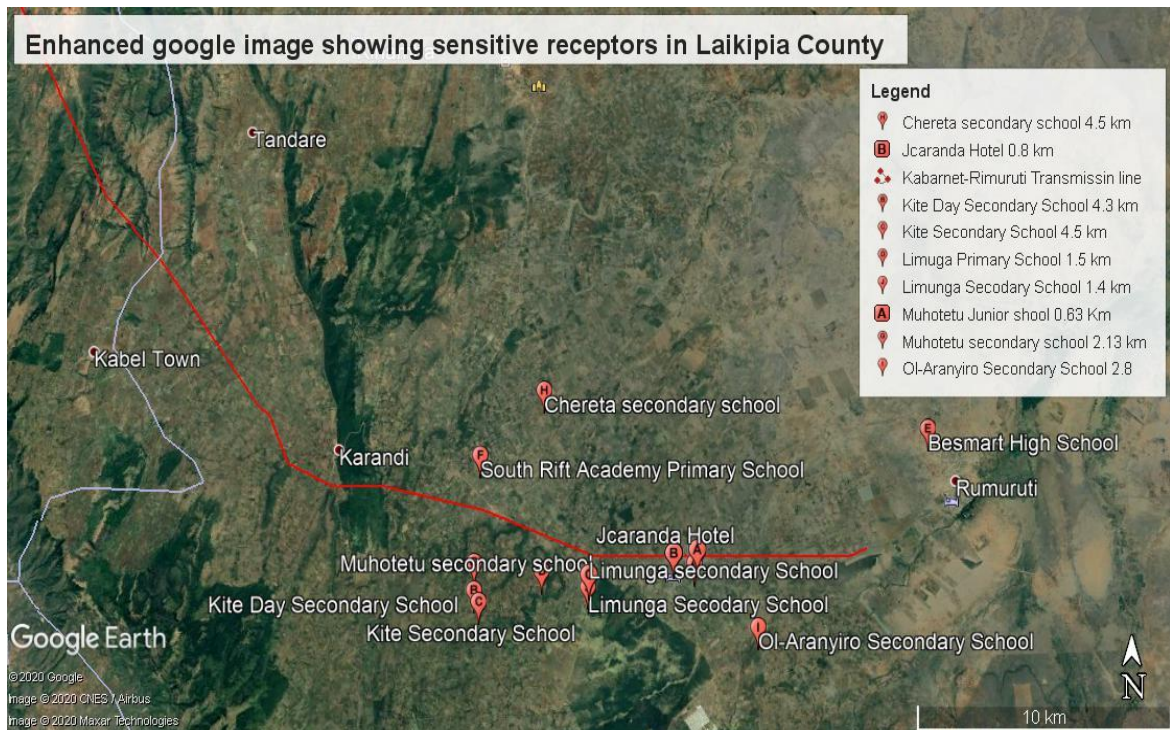 Enhanced google image showing sensitive receptors in Laikipia County
Legend
Chereta secondary school 4.5 km
B Jcaranda Hotel 0.8 km
Kabarnet-Rimuruti Transmissin line
Kite Day Secondary School 4.3 km
Kite Secondary School 4.5 km
Limuga Primary School 1.5 km
Limunga Secodary School 1.4 km
A Muhotetu Junior shool 0.63 Km
Muhotetu secondary school 2.13 km
Ol-Aranyiro Secondary School 2.8
Tandare
Kabel Town
H
Chereta secondary school
E
Besmart High School
Karandi
F
South Rift Academy Primary School
Rumuruti
Jcaranda Hotel
B
A
Muhotetu secondary school
Limunga secondary School
B
Kite Day Secondary School
C
Limunga Secodary School
Kite Secondary School
I
Ol-Aranyiro Secondary School
Google Earth
©2020 Google
Image © 2020 CNES / Airbus
Image © 2020 Maxar Technologies
N
10 km